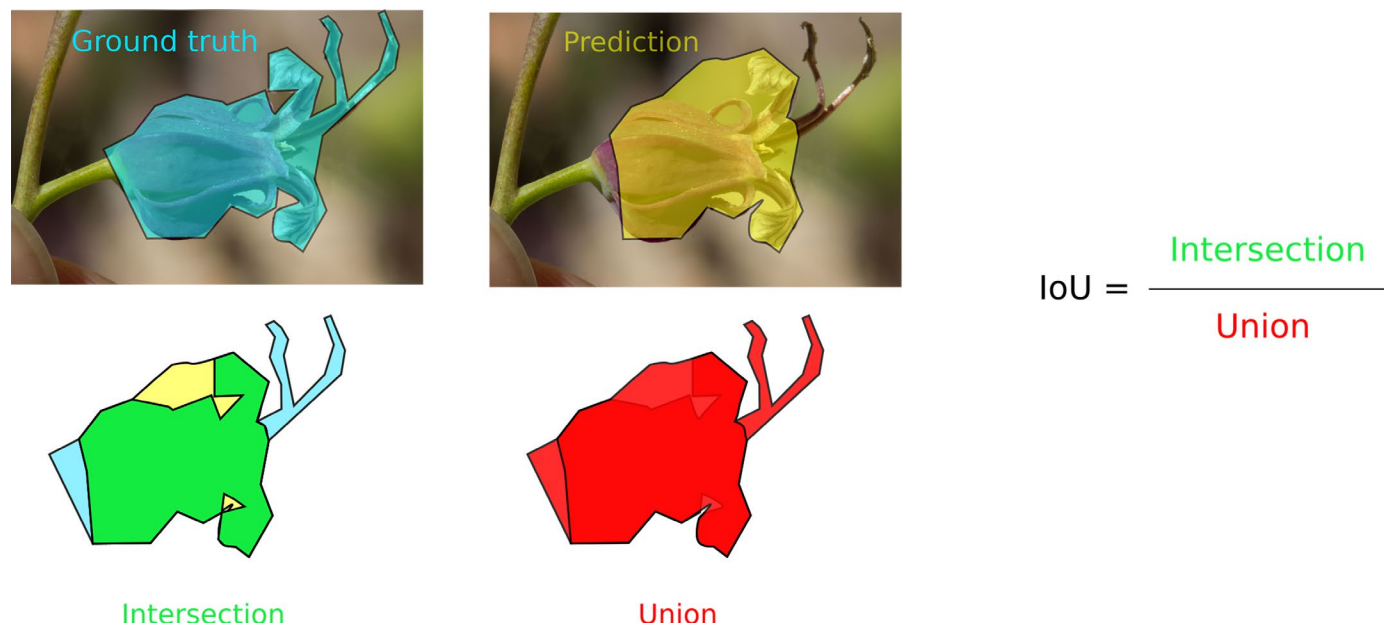 Ground truth
Prediction
Intersection
IoU =
Union
Intersection
Union